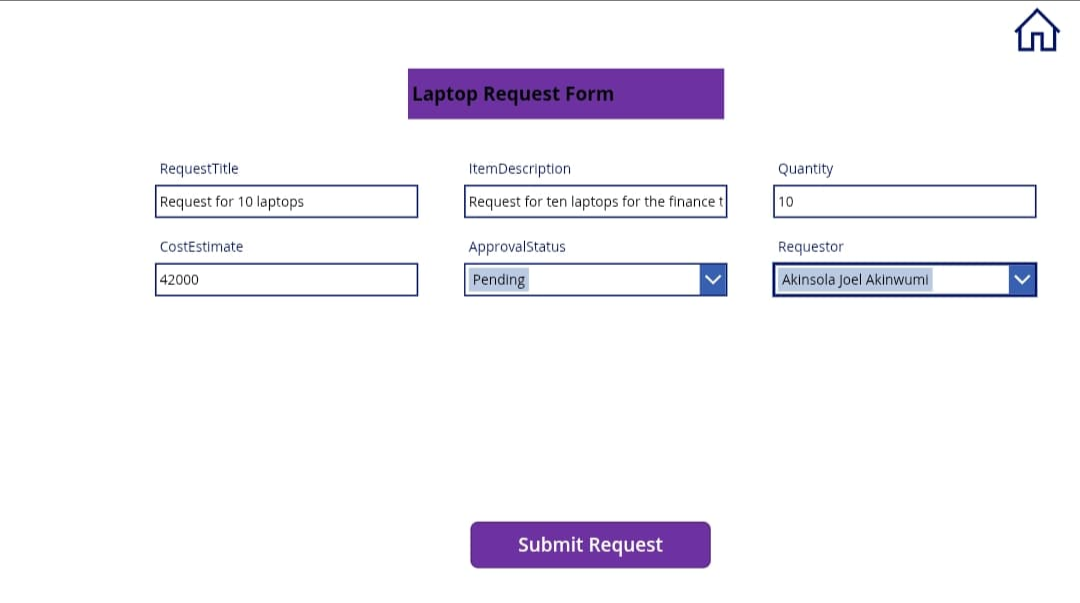 Laptop Request Form
RequestTitle
ItemDescription
Quantity
Request for 10 laptops
Request for ten laptops for the finance t
10
CostEstimate
ApprovalStatus
Requestor
42000
Pending
Akinsola Joel Akinwumi
Submit Request